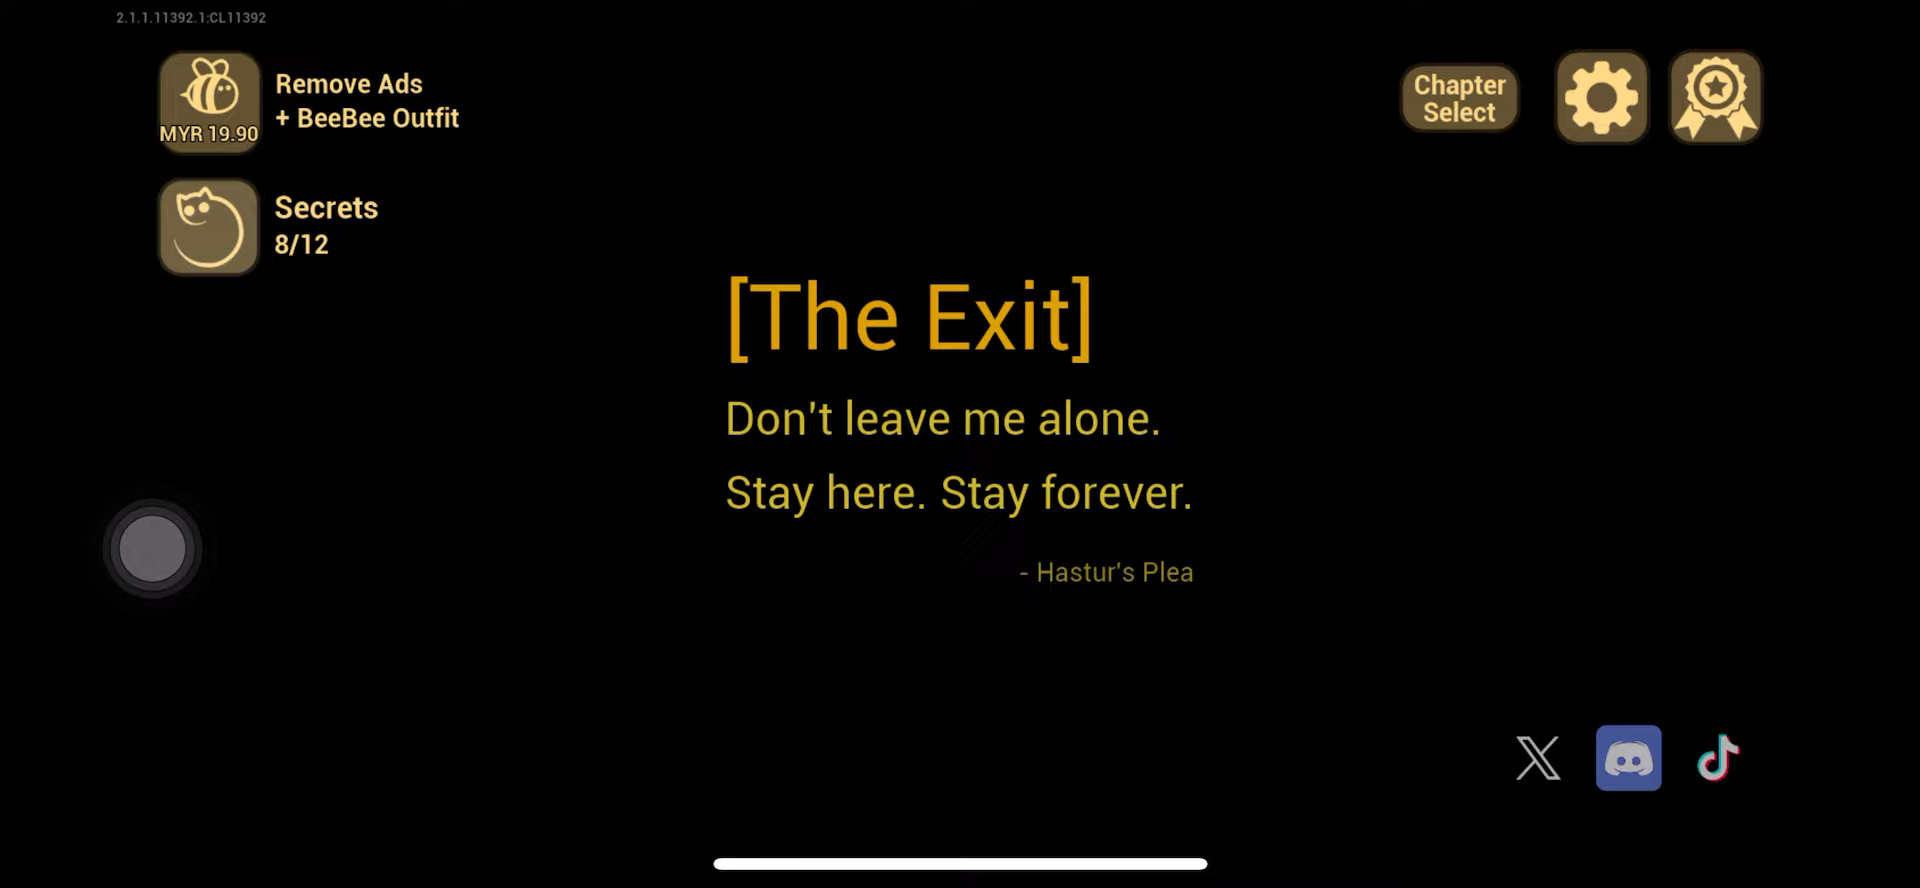 2.1.1.11392.1:CL11392
MYR 19.90
Remove Ads
+ BeeBee Outfit
Chapter
Select
Secrets
8/12
[The Exit]
Don't leave me alone.
Stay here. Stay forever.
- Hastur's Plea